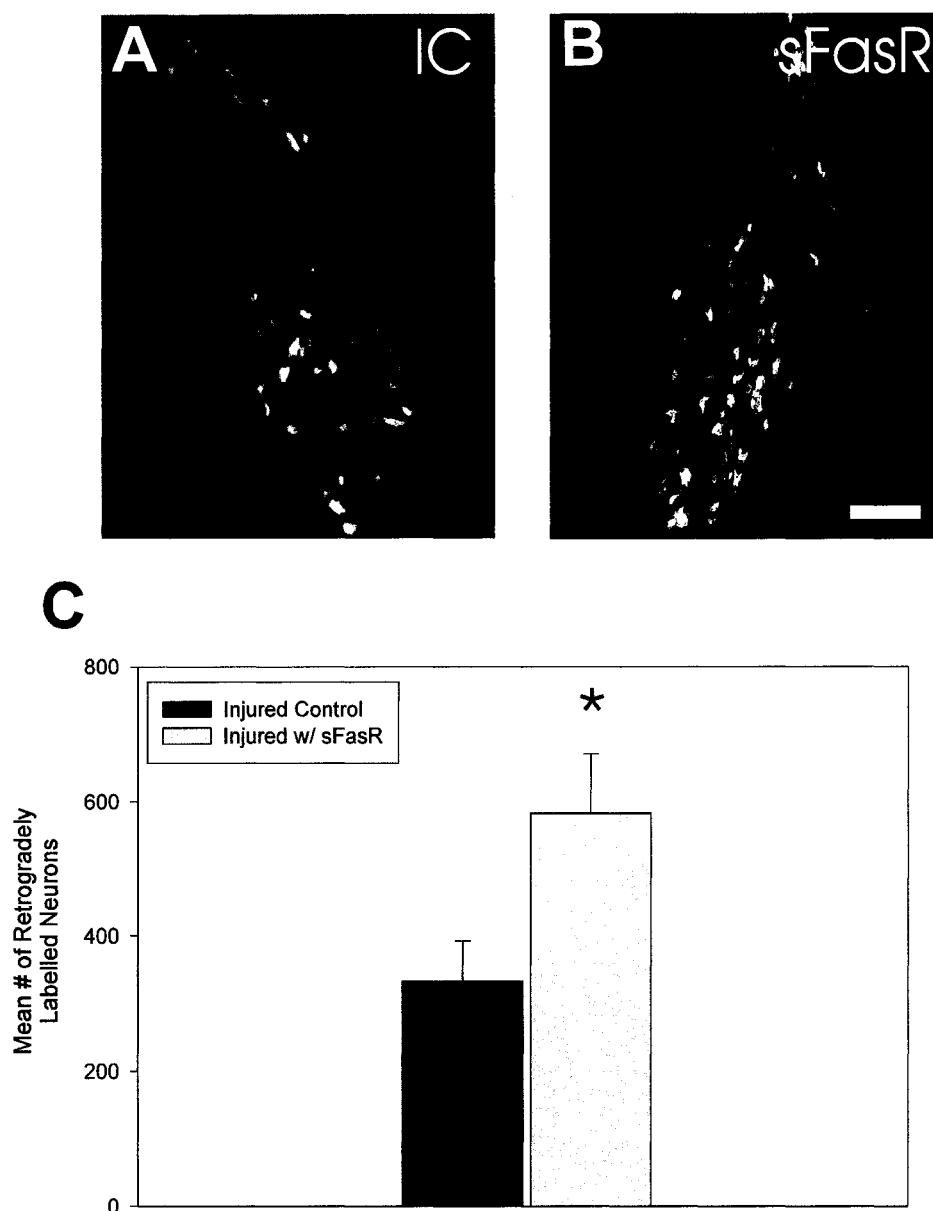 A
IC
B
sFasR
C
800
600
400
200
0
Mean # of Retrogradely
Labelled Neurons
Injured Control
Injured w/ sFasR
*